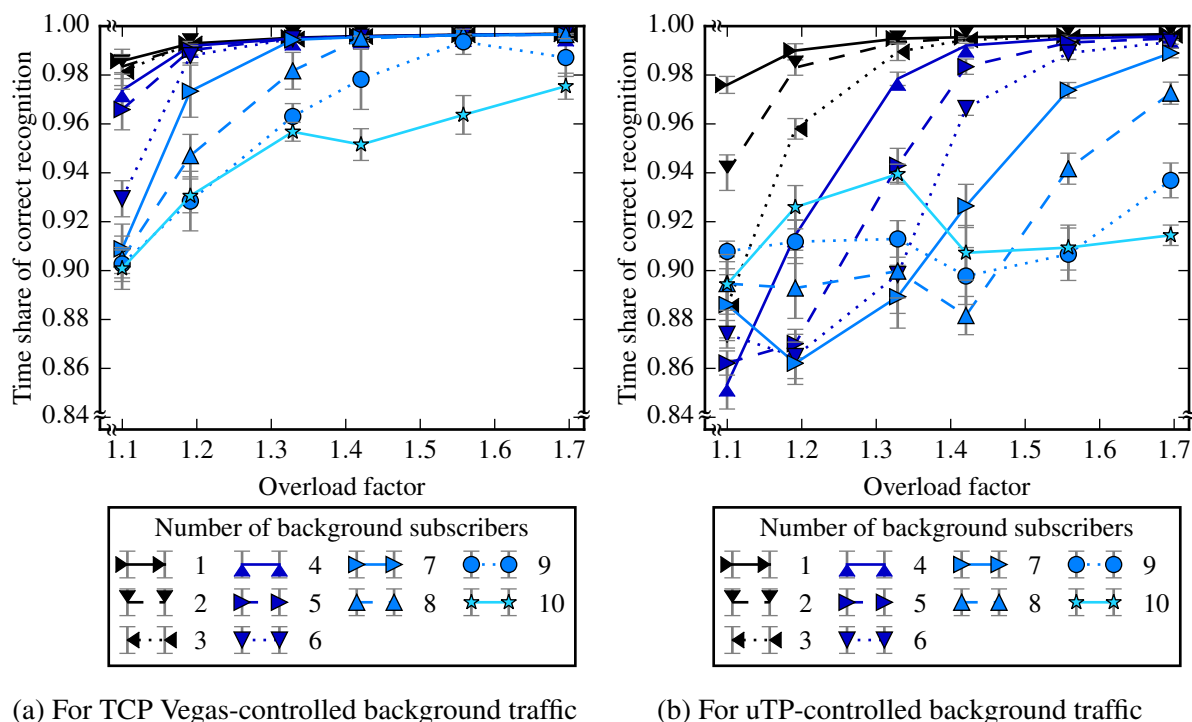 Time share of correct recognition
1.00
0.98
0.96
0.94
0.92
0.90
0.88
0.86
0.84
1.1 1.2 1.3 1.4 1.5 1.6 1.7
Overload factor
Number of background subscribers
1 4 7 9
2 5 8 10
3 6
(a) For TCP Vegas-controlled background traffic
Time share of correct recognition
1.00
0.98
0.96
0.94
0.92
0.90
0.88
0.86
0.84
1.1 1.2 1.3 1.4 1.5 1.6 1.7
Overload factor
Number of background subscribers
1 4 7 9
2 5 8 10
3 6
(b) For uTP-controlled background traffic